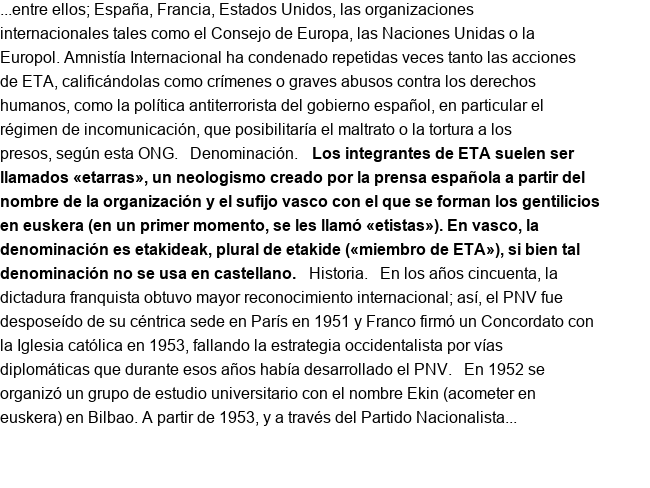 ...entre ellos; España, Francia, Estados Unidos, las organizaciones
internacionales tales como el Consejo de Europa, las Naciones Unidas o la
Europol. Amnistía Internacional ha condenado repetidas veces tanto las acciones
de ETA, calificándolas como crímenes o graves abusos contra los derechos
humanos, como la política antiterrorista del gobierno español, en particular el
régimen de incomunicación, que posibilitaría el maltrato o la tortura a los
presos, según esta ONG.   Denominación.   Los integrantes de ETA suelen ser
llamados «etarras», un neologismo creado por la prensa española a partir del
nombre de la organización y el sufijo vasco con el que se forman los gentilicios
en euskera (en un primer momento, se les llamó «etistas»). En vasco, la
denominación es etakideak, plural de etakide («miembro de ETA»), si bien tal
denominación no se usa en castellano.   Historia.   En los años cincuenta, la
dictadura franquista obtuvo mayor reconocimiento internacional; así, el PNV fue
desposeído de su céntrica sede en París en 1951 y Franco firmó un Concordato con
la Iglesia católica en 1953, fallando la estrategia occidentalista por vías
diplomáticas que durante esos años había desarrollado el PNV.   En 1952 se
organizó un grupo de estudio universitario con el nombre Ekin (acometer en
euskera) en Bilbao. A partir de 1953, y a través del Partido Nacionalista...